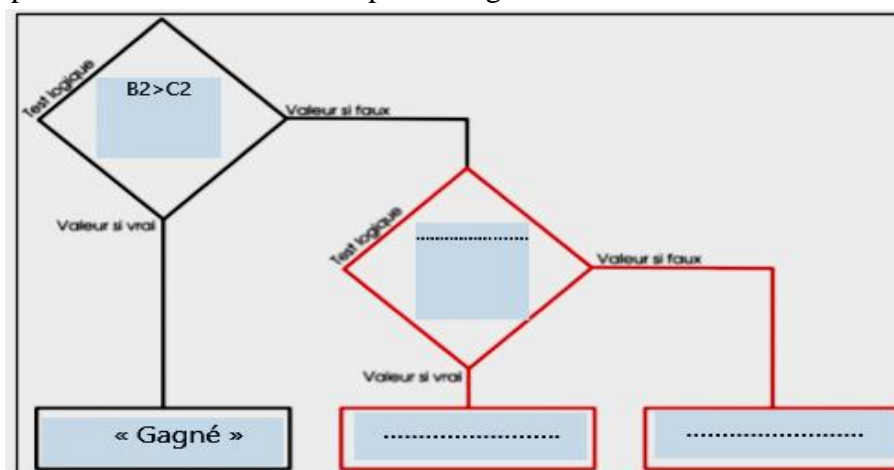 Test logique
B2>C2
Valeur si faux
Valeur si vrai
Test logique
........................
Valeur si faux
Valeur si vrai
« Gagné »
........................
........................